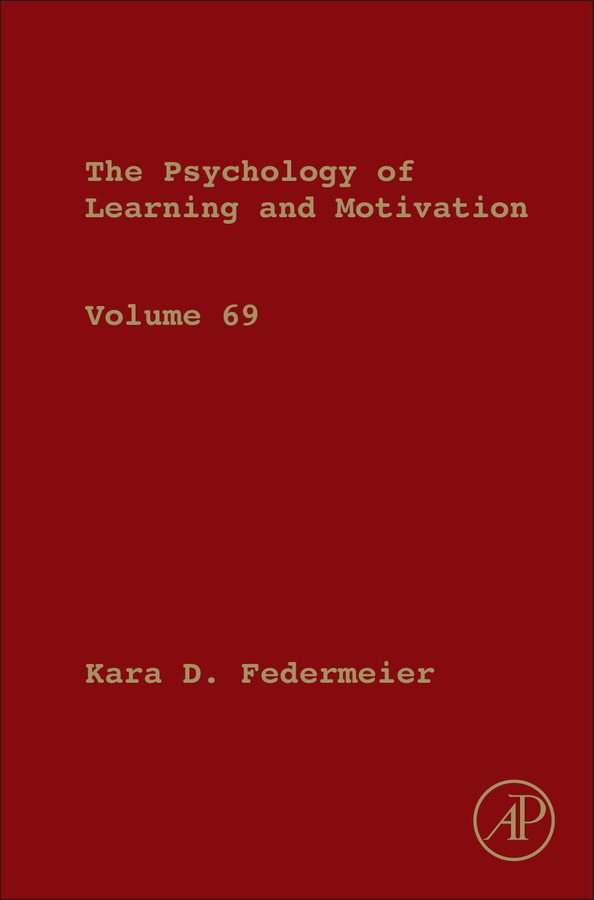 The Psychology of
Learning and Motivation
Volume 69
Kara D. Federmeier
AP